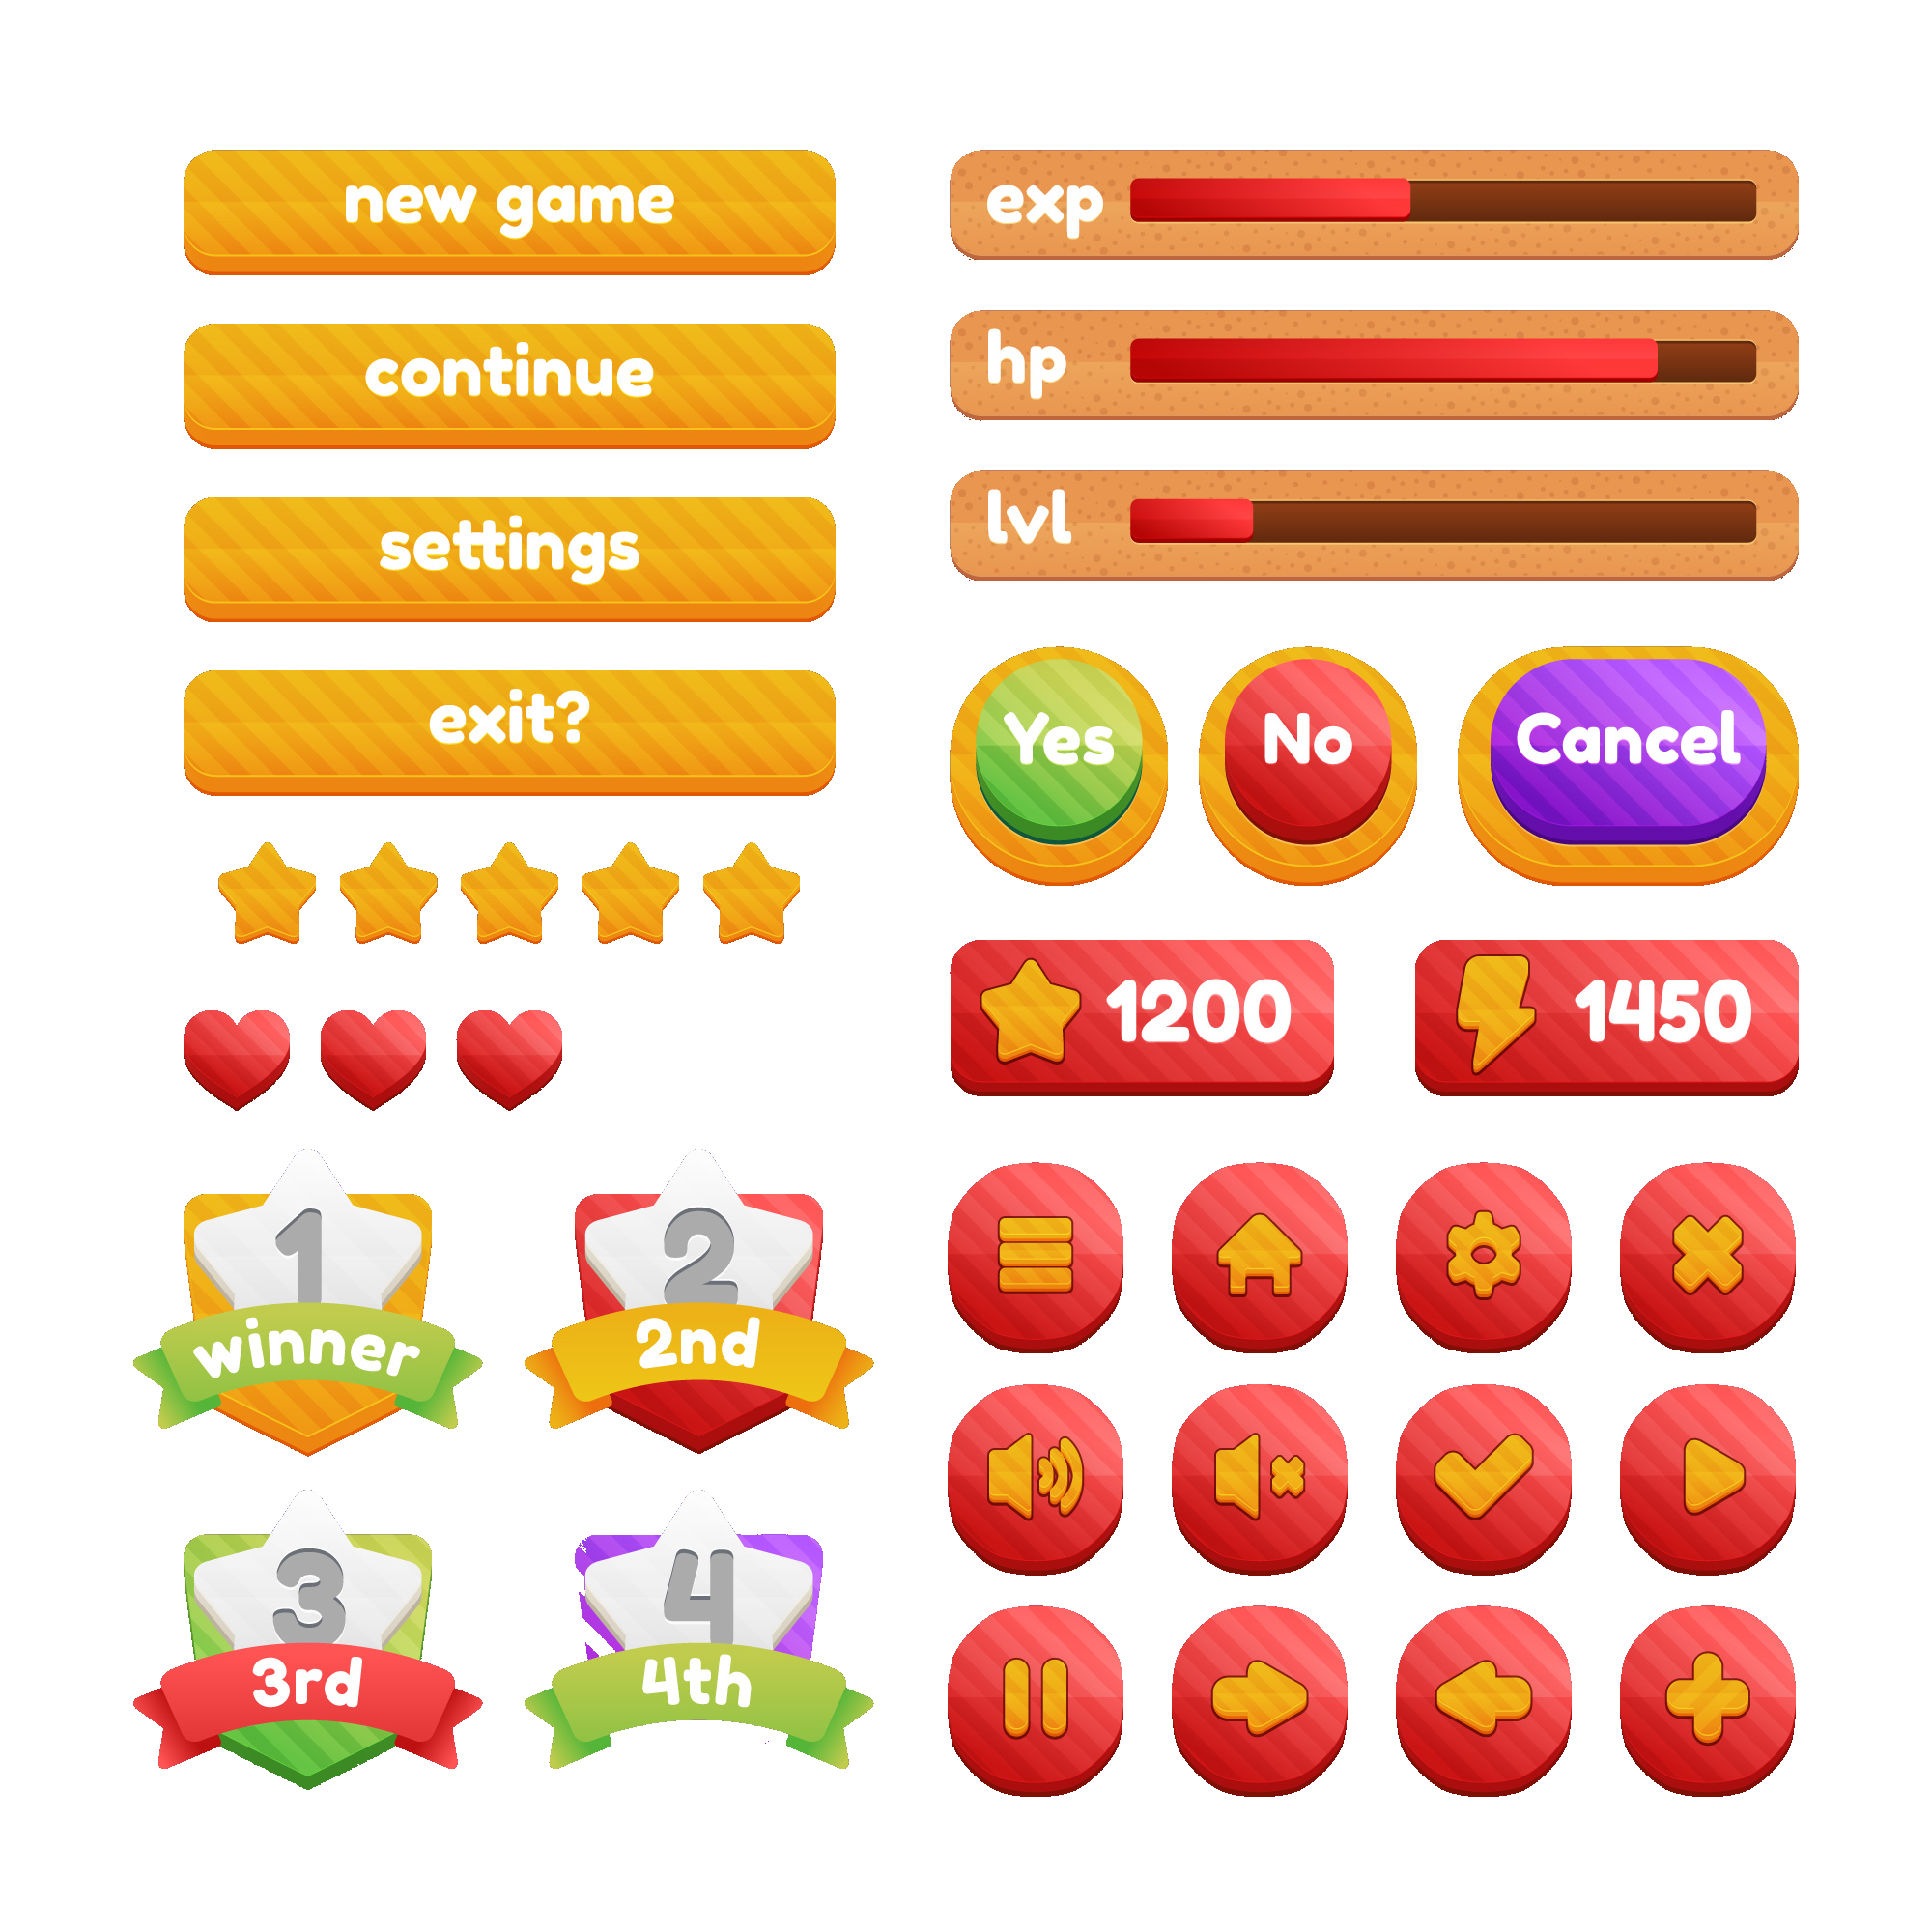 new game
continue
settings
exit?
exp
hp
lvl
Yes
No
Cancel
1200
1450
1
winner
2
2nd
3
3rd
4
4th